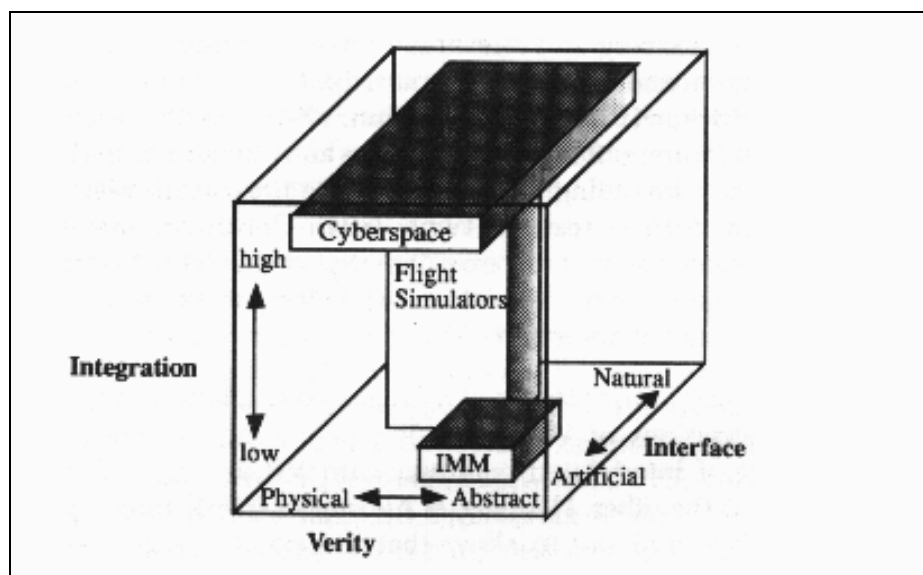 Cyberspace
high
Flight
Simulators
Integration
Natural
low
IMM
Interface
Artificial
Physical
Abstract
Verity